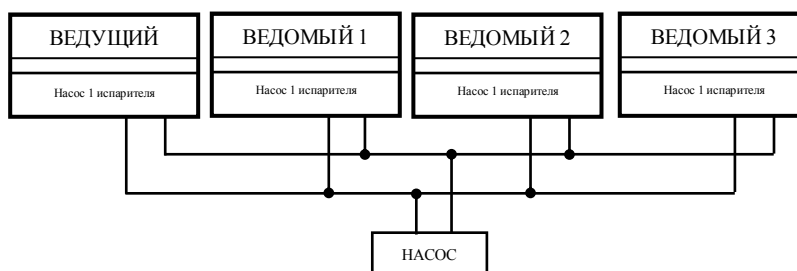 ВЕДУЩИЙ
ВЕДОМЫЙ 1
ВЕДОМЫЙ 2
ВЕДОМЫЙ 3
Насос 1 испарителя
Насос 1 испарителя
Насос 1 испарителя
Насос 1 испарителя
НАСОС